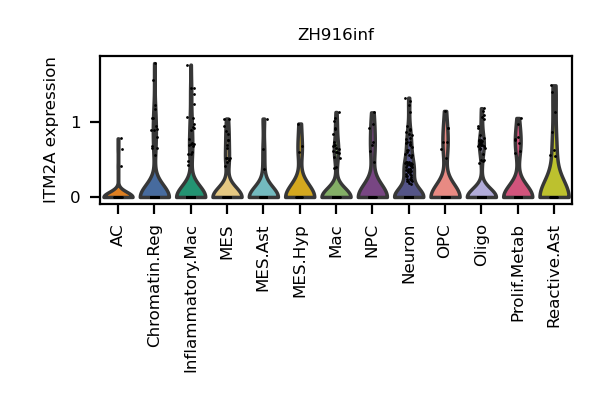 ZH916inf
ITM2A expression
1
0
AC
Chromatin.Reg
Inflammatory.Mac
MES
MES.Ast
MES.Hyp
Mac
NPC
Neuron
OPC
Oligo
Prolif.Metab
Reactive.Ast